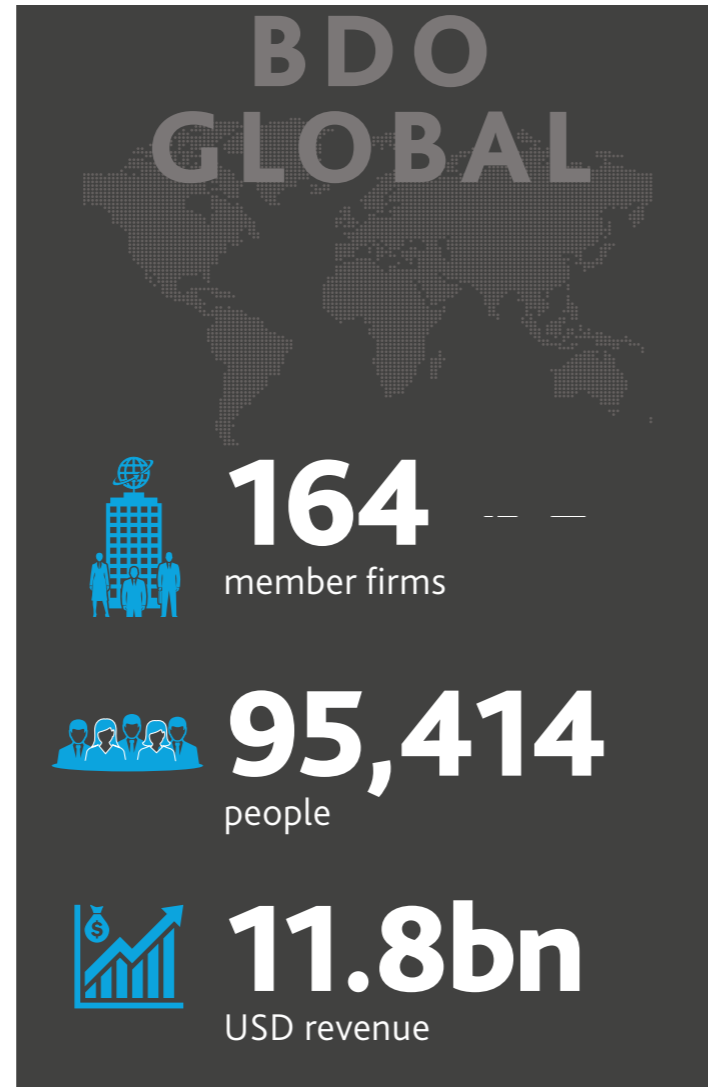 BDO
GLOBAL
164
member firms
95,414
people
$
11.8bn
USD revenue